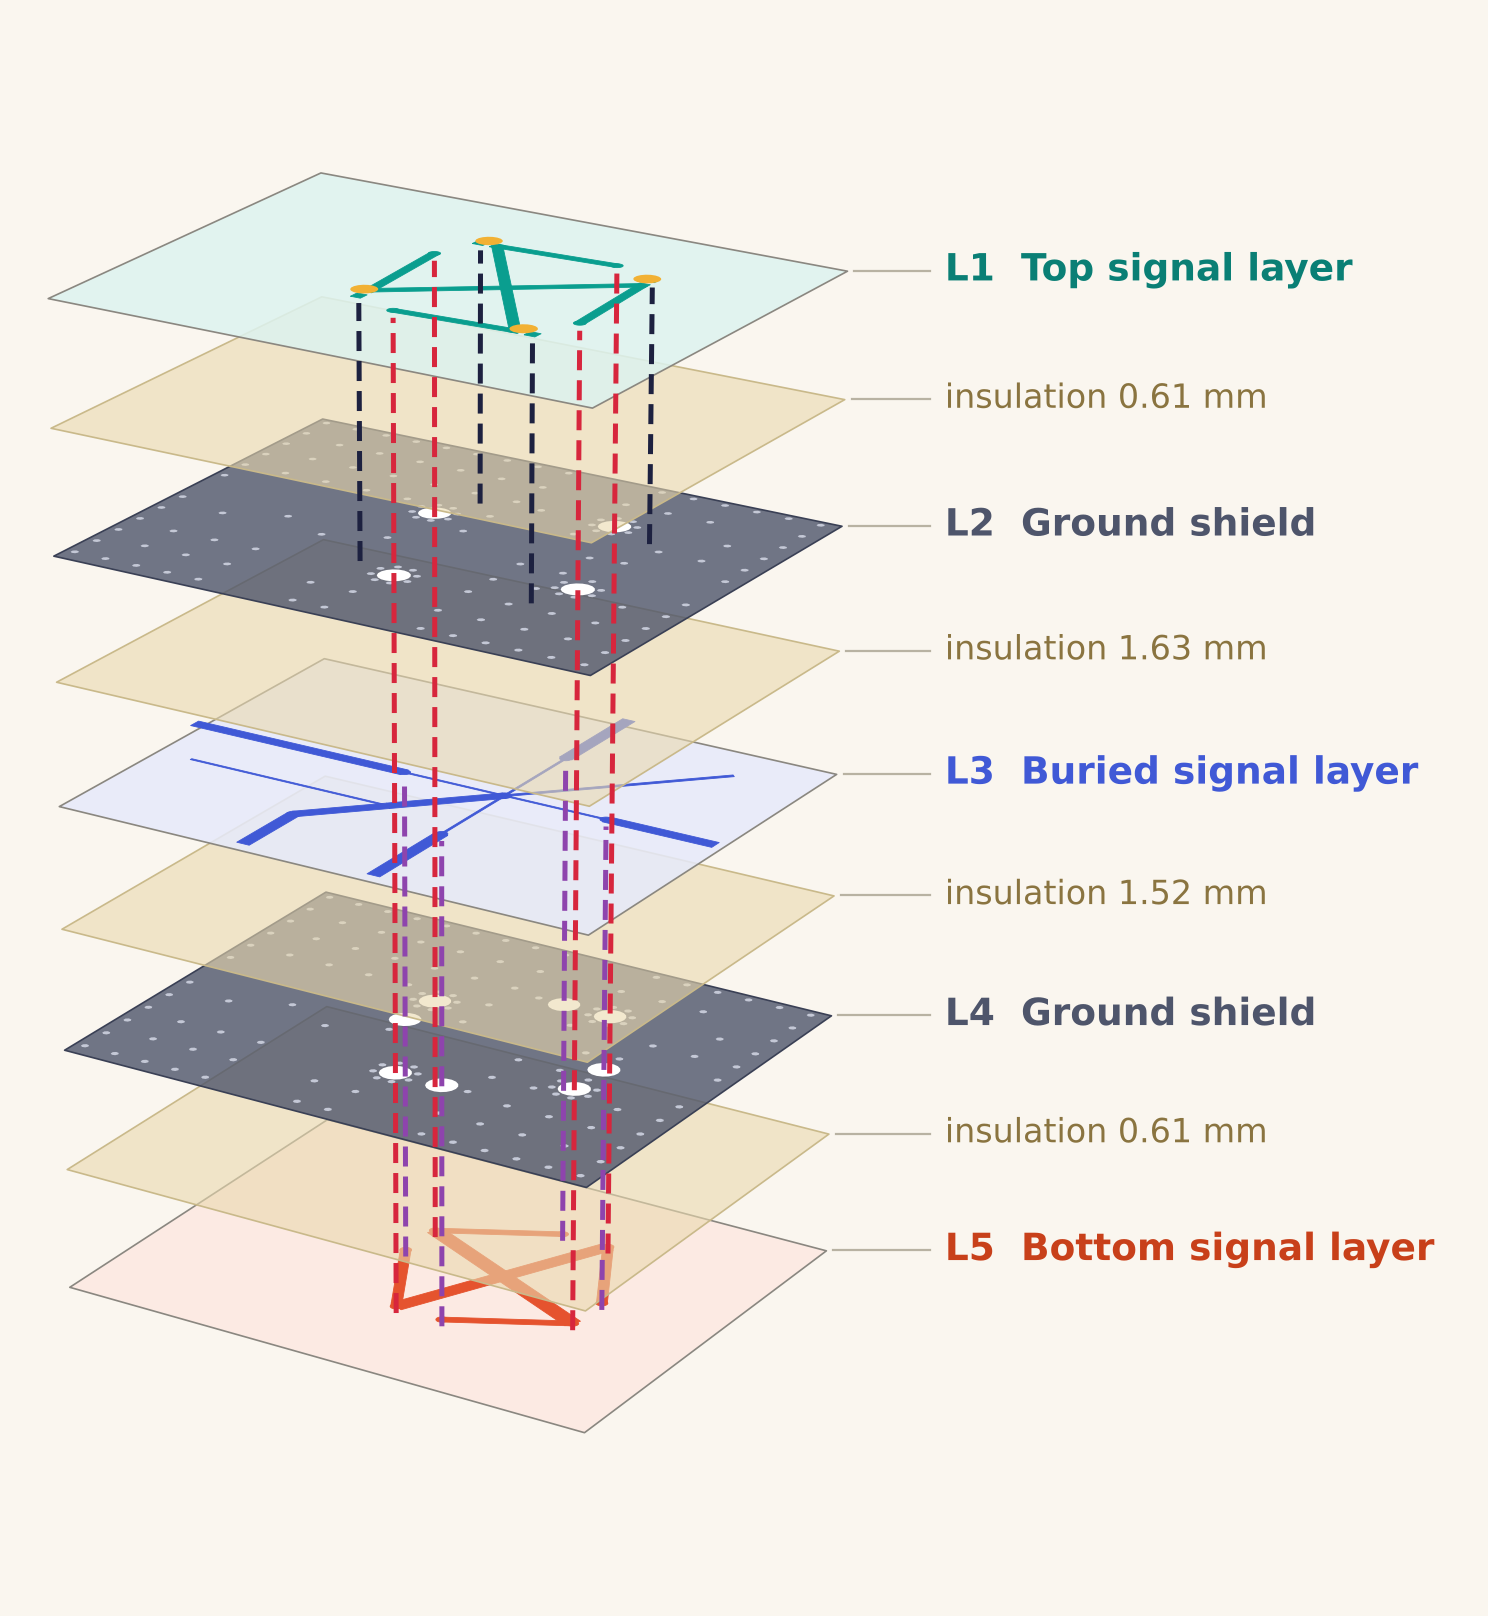 L1 Top signal layer
insulation 0.61 mm
L2 Ground shield
insulation 1.63 mm
L3 Buried signal layer
insulation 1.52 mm
L4 Ground shield
insulation 0.61 mm
L5 Bottom signal layer